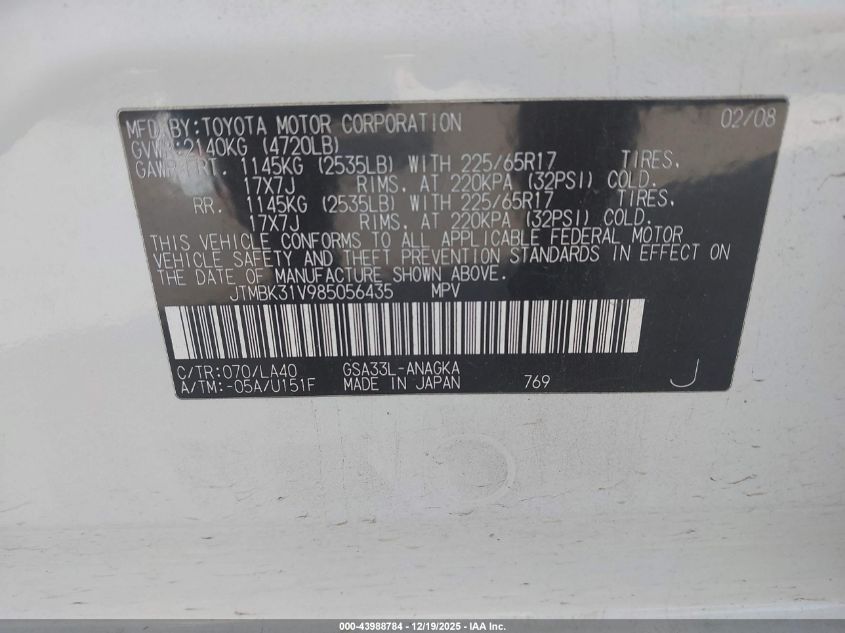 MFD. BY: TOYOTA MOTOR CORPORATION 02/08
GVWR: 2140KG (4720LB)
GAWR FRT. 1145KG (2535LB) WITH 225/65R17 TIRES,
17X7J RIMS, AT 220KPA (32PSI) COLD.
RR. 1145KG (2535LB) WITH 225/65R17 TIRES,
17X7J RIMS, AT 220KPA (32PSI) COLD.
THIS VEHICLE CONFORMS TO ALL APPLICABLE FEDERAL MOTOR
VEHICLE SAFETY AND THEFT PREVENTION STANDARDS IN EFFECT ON
THE DATE OF MANUFACTURE SHOWN ABOVE.
JTMBK31V985056435 MPV
C/TR: 070/LA40 GSA33L-ANAGKA
A/TM: -05A/U151F MADE IN JAPAN 769 J
000-43988784 - 12/19/2025 - IAA Inc.